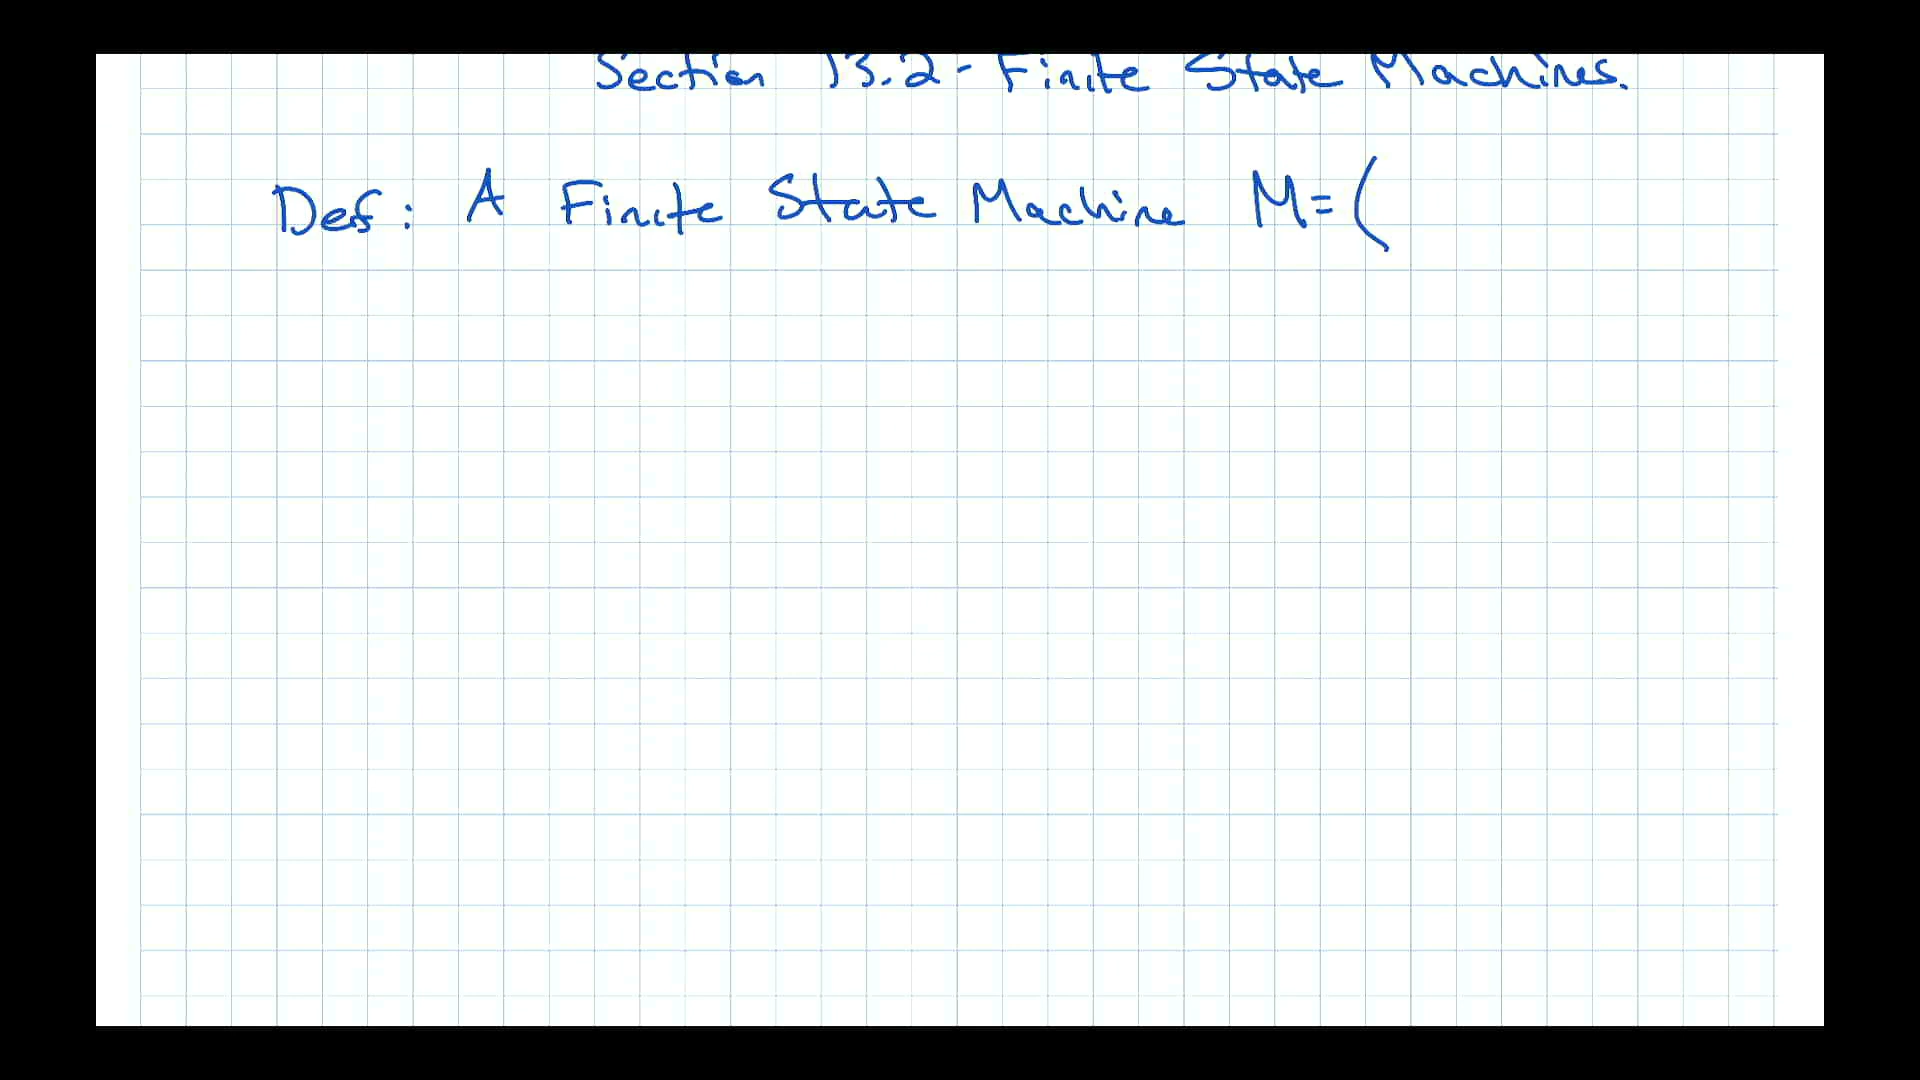 Section 13.2 - Finite State Machines.
Def: A Finite State Machine M = (